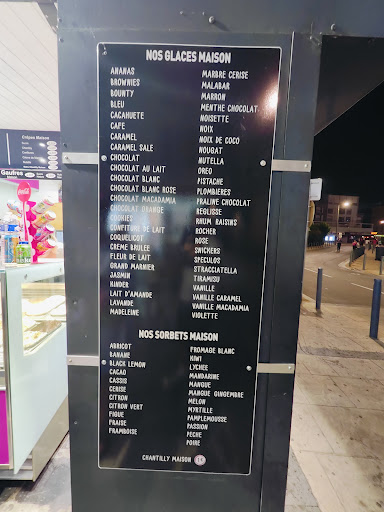 NOS GLACES MAISON
ANANAS
BROWNIES
BOUNTY
BLEU
CACAHUETE
CAFE
CARAMEL
CARAMEL SALE
CHOCOLAT
CHOCOLAT AU LAIT
CHOCOLAT BLANC
CHOCOLAT BLANC ROSE
CHOCOLAT MACADAMIA
CHOCOLAT ORANGE
COOKIES
CONFITURE DE LAIT
COQUELICOT
CREME BRULEE
FLEUR DE LAIT
GRAND MARNIER
JASMIN
KINDER
LAIT D'AMANDE
LAVANDE
MADELEINE
MARBRE CERISE
MALABAR
MARRON
MENTHE CHOCOLAT
NOISETTE
NOIX
NOIX DE COCO
NOUGAT
NUTELLA
OREO
PISTACHE
PLOMBIERES
PRALINE CHOCOLAT
REGLISSE
RHUM RAISINS
ROCHER
ROSE
SNICKERS
SPECULOS
STRACCIATELLA
TIRAMISU
VANILLE
VANILLE CARAMEL
VANILLE MACADAMIA
VIOLETTE
NOS SORBETS MAISON
ABRICOT
BANANE
BLACK LEMON
CACAO
CASSIS
CERISE
CITRON
CITRON VERT
FIGUE
FRAISE
FRAMBOISE
FROMAGE BLANC
KIWI
LYCHEE
MANDARINE
MANGUE
MANGUE GINGEMBRE
MELON
MYRTILLE
PAMPLEMOUSSE
PASSION
PECHE
POIRE
CHANTILLY MAISON
Crêpes Maison
Gaufres